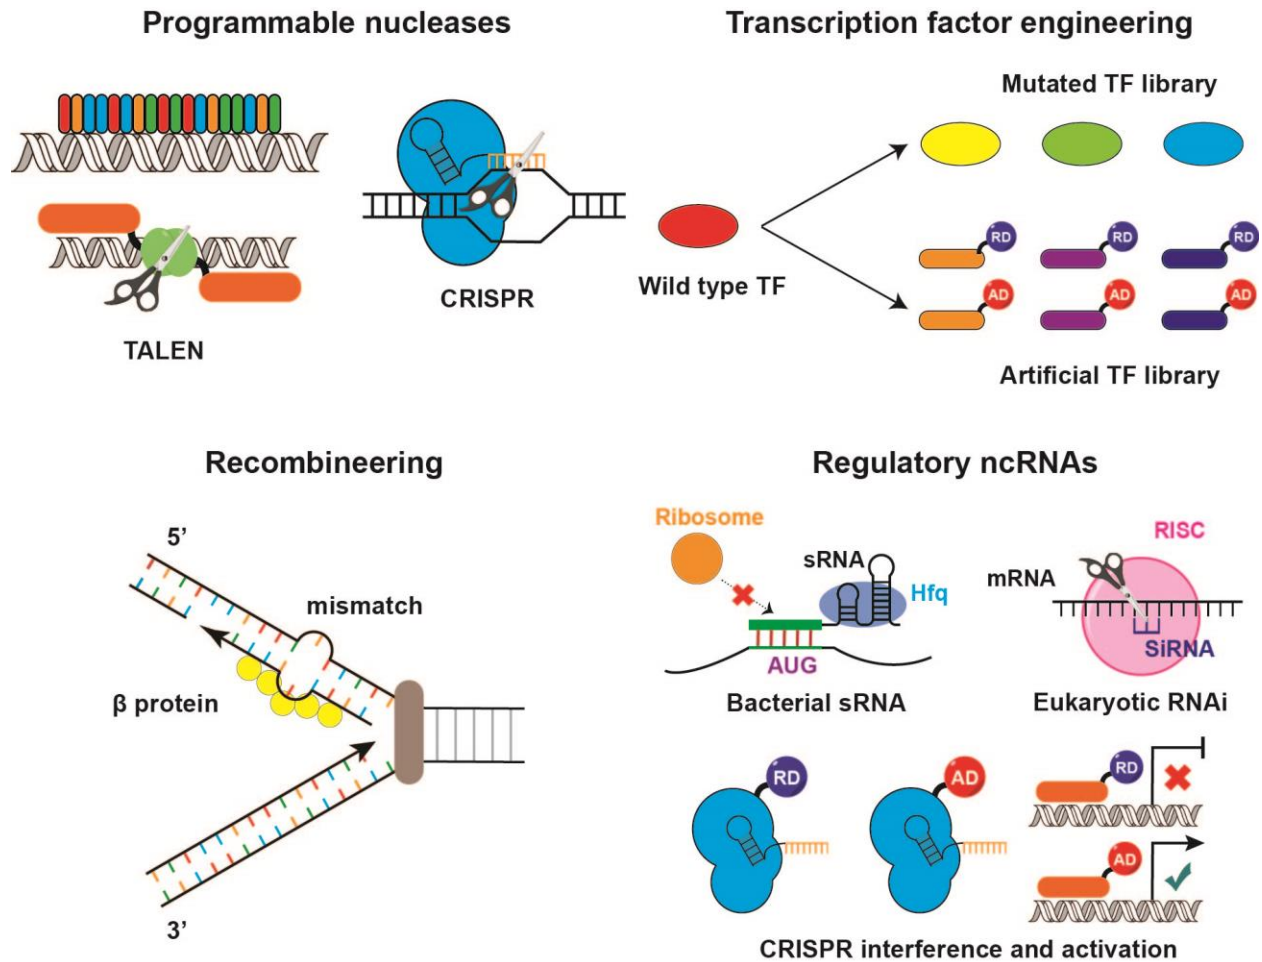 Programmable nucleases
TALEN
CRISPR
Transcription factor engineering
Mutated TF library
Wild type TF
RD RD RD
AD AD AD
Artificial TF library
Recombineering
5’
mismatch
β protein
3’
Regulatory ncRNAs
Ribosome
sRNA
Hfq
AUG
Bacterial sRNA
RISC
mRNA
SiRNA
Eukaryotic RNAi
RD
AD
RD
AD
CRISPR interference and activation